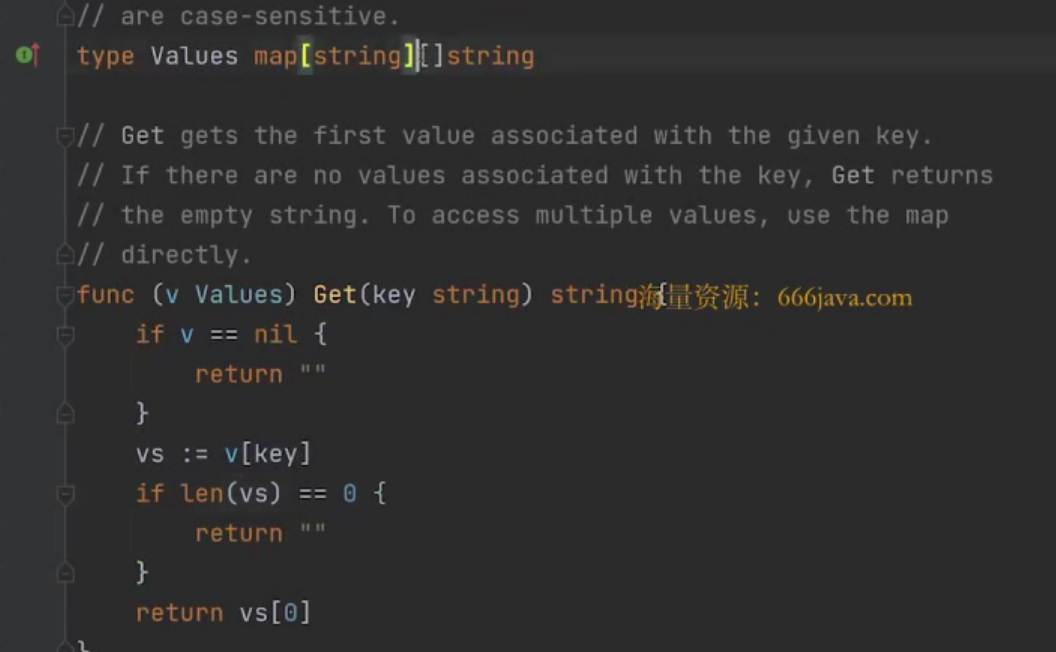 // are case-sensitive.
type Values map[string][]string
// Get gets the first value associated with the given key.
// If there are no values associated with the key, Get returns
// the empty string. To access multiple values, use the map
// directly.
func (v Values) Get(key string) string {
海量资源：666java.com
if v == nil {
return ""
}
vs := v[key]
if len(vs) == 0 {
return ""
}
return vs[0]
}